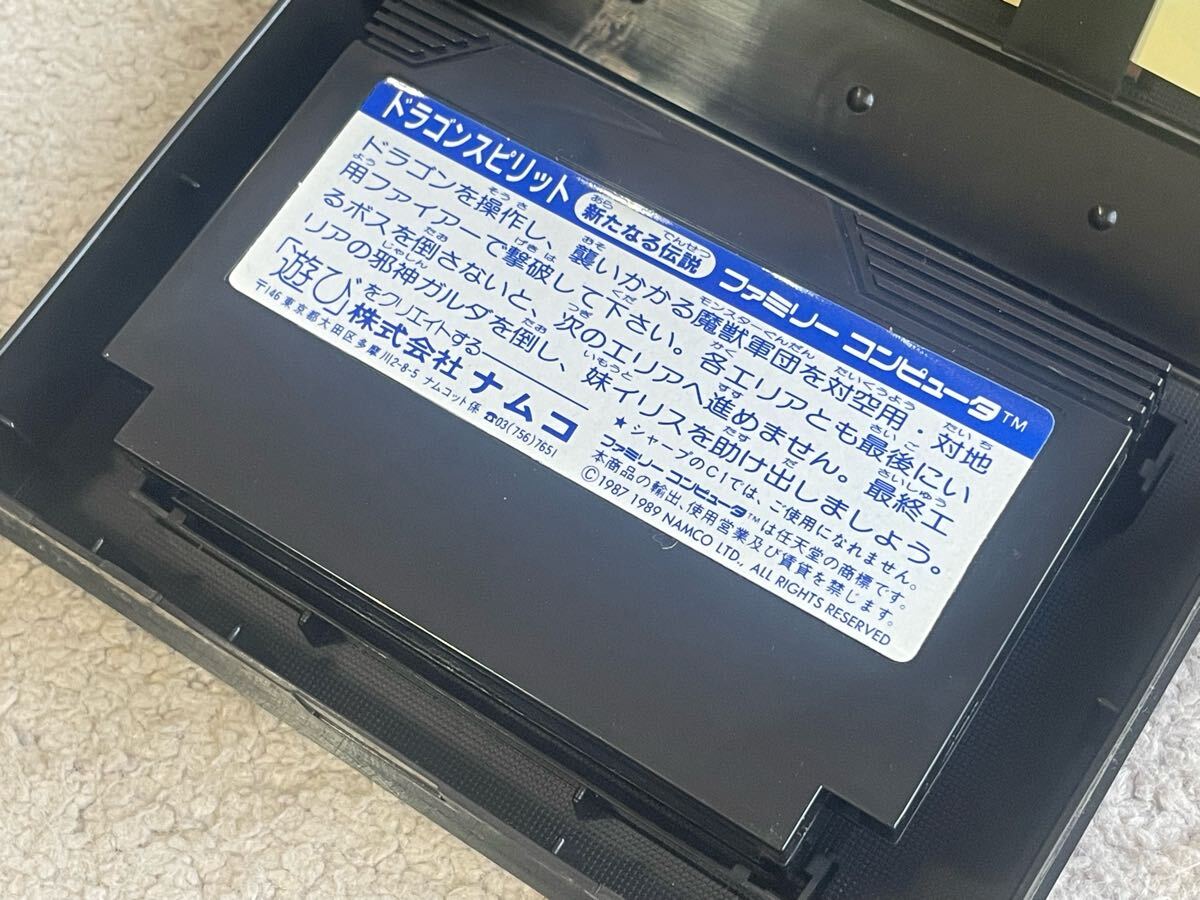 ドラゴンスピリット 新たなる伝説 ファミリーコンピュータ™
ドラゴンを操作し、襲いかかる魔獣軍団を対空用・対地
用ファイアーで撃破して下さい。各エリアとも最後にい
るボスを倒さないと、次のエリアへ進めません。最終エ
リアの邪神ガルダを倒し、妹イリスを助け出しましょう。
「遊び」をクリエイトする
株式会社ナムコ
〒146 東京都大田区多摩川2-8-5 ナムコット係 ☎03(756)7651
★シャープのC1では、ご使用になれません。
ファミリーコンピュータ™は任天堂の商標です。
本商品の輸出、使用営業及び賃貸を禁じます。
©1987 1989 NAMCO LTD., ALL RIGHTS RESERVED